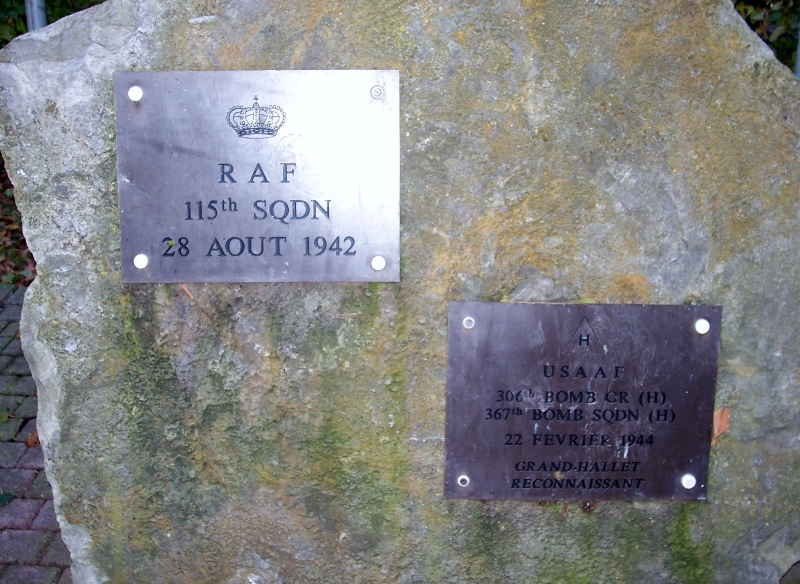 RAF
115th SQDN
28 AOUT 1942
H
USAAF
306th BOMB GR (H)
367th BOMB SQDN (H)
22 FEVRIER 1944
GRAND-HALLET
RECONNAISSANT